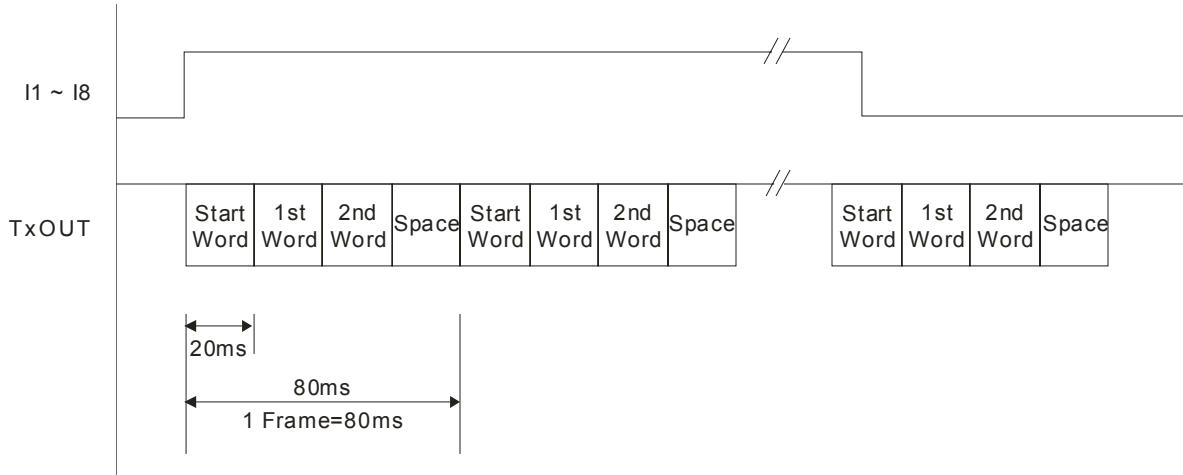 I1 ~ I8
TxOUT
Start Word
1st Word
2nd Word
Space
Start Word
1st Word
2nd Word
Space
Start Word
1st Word
2nd Word
Space
20ms
80ms
1 Frame=80ms